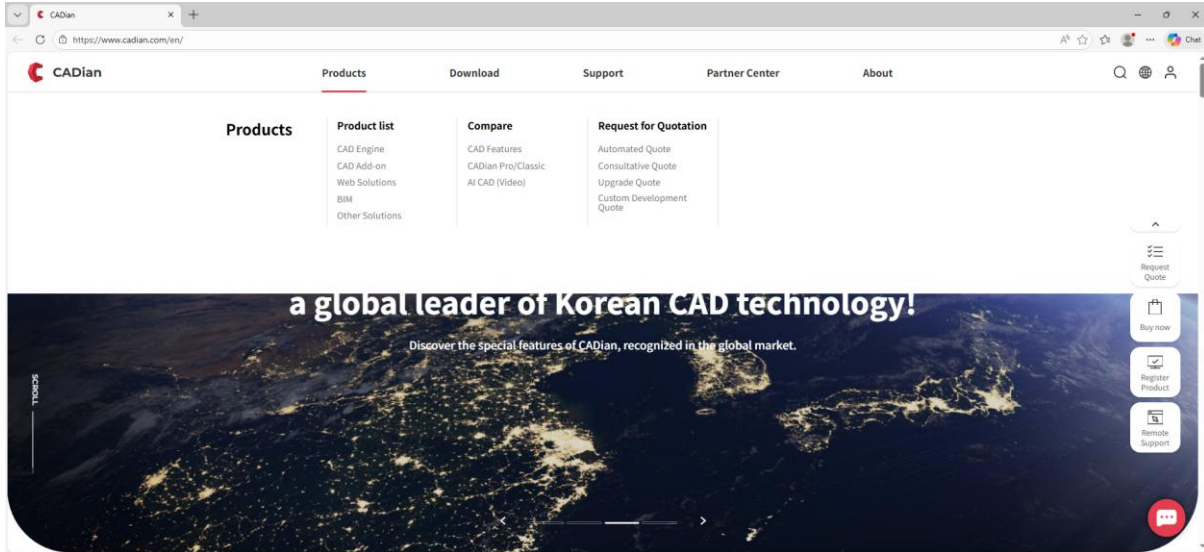 CADian
https://www.cadian.com/en/
Chat
CADian
Products
Download
Support
Partner Center
About
Products
Product list
CAD Engine
CAD Add-on
Web Solutions
BIM
Other Solutions
Compare
CAD Features
CADian Pro/Classic
AI CAD (Video)
Request for Quotation
Automated Quote
Consultative Quote
Upgrade Quote
Custom Development
Quote
a global leader of Korean CAD technology!
Discover the special features of CADian, recognized in the global market.
SCROLL
Request
Quote
Buy now
Register
Product
Remote
Support